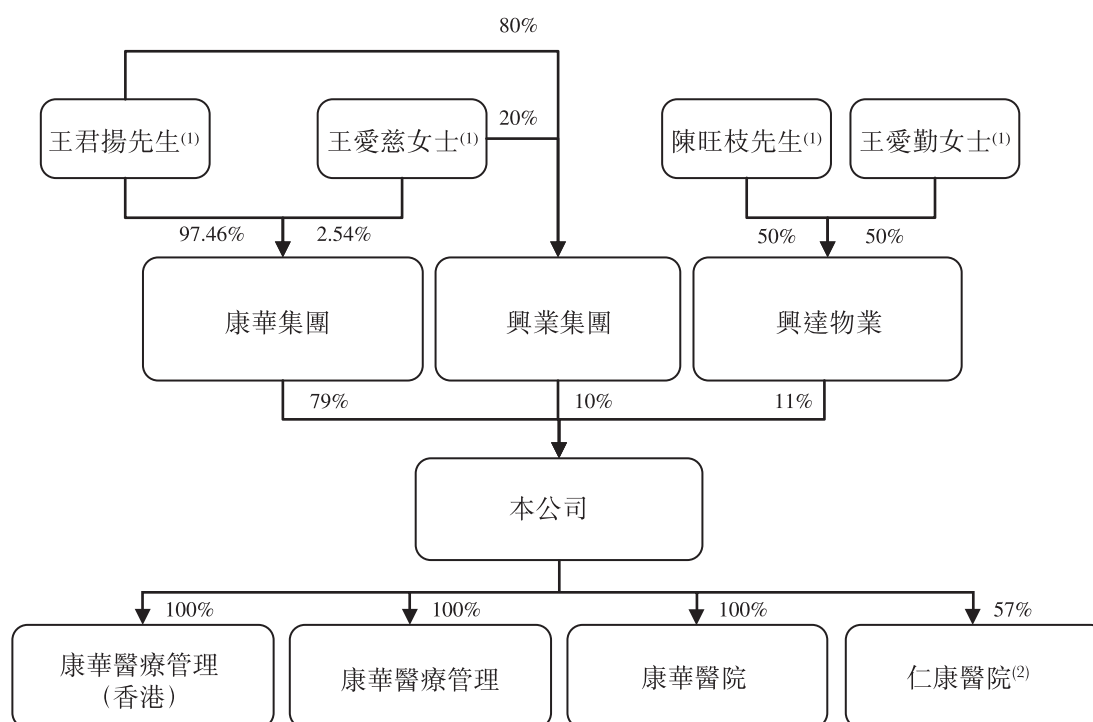 80%
王君揚先生(1)
王愛慈女士(1)
20%
陳旺枝先生(1)
王愛勤女士(1)
97.46%
2.54%
50%
50%
康華集團
興業集團
興達物業
79%
10%
11%
本公司
100%
100%
100%
57%
康華醫療管理
（香港）
康華醫療管理
康華醫院
仁康醫院(2)